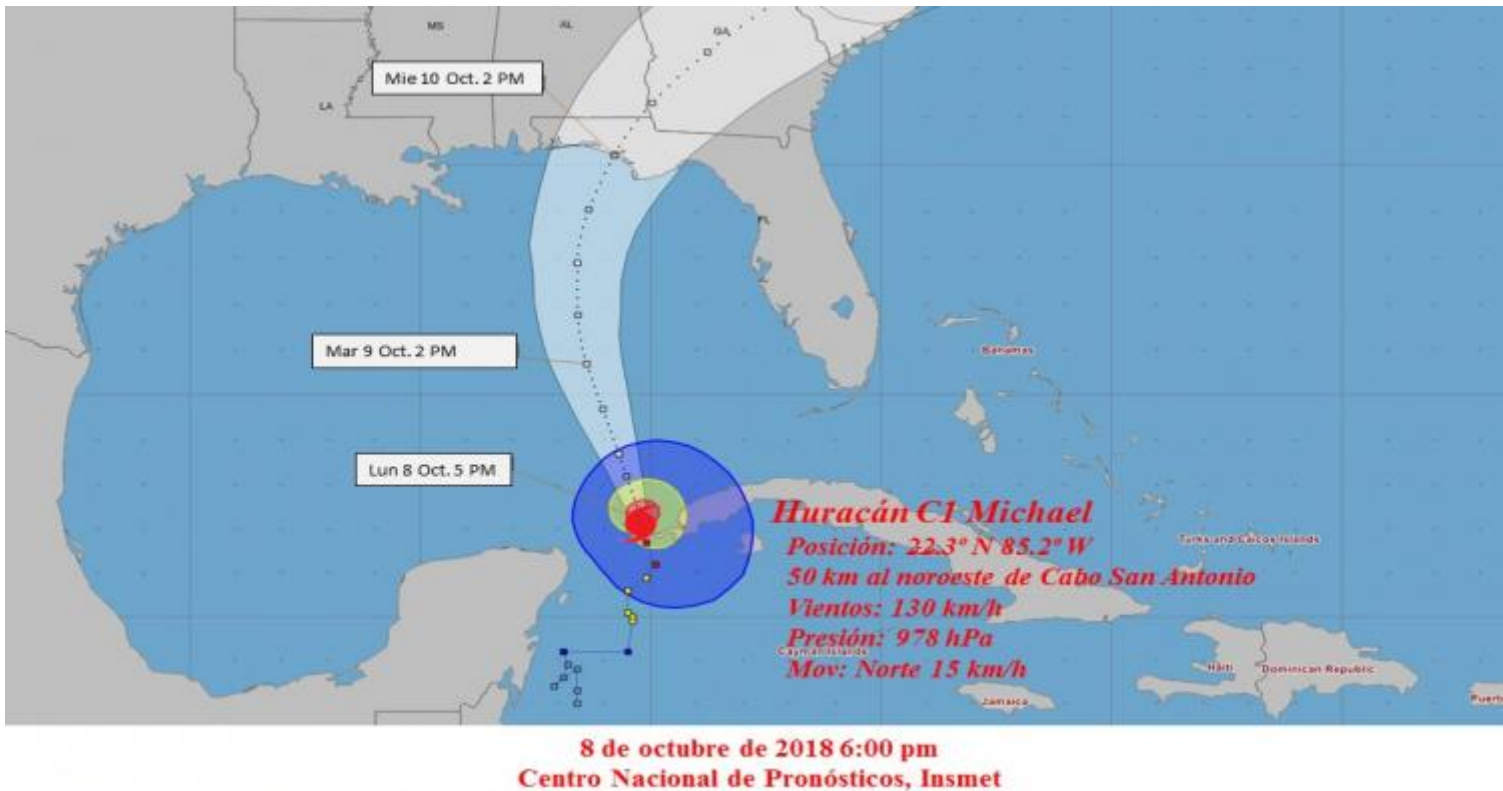 MS
AL
GA
Mie 10 Oct. 2 PM
LA
FL
Mar 9 Oct. 2 PM
Bahamas
Lun 8 Oct. 5 PM
Huracán C1 Michael
Posición: 22.3º N 85.2º W
Turks and Caicos Islands
50 km al noroeste de Cabo San Antonio
Vientos: 130 km/h
Presión: 978 hPa
Cayman Islands
Mov: Norte 15 km/h
Haiti
Dominican Republic
Jamaica
Puert
8 de octubre de 2018 6:00 pm
Centro Nacional de Pronósticos, Insmet